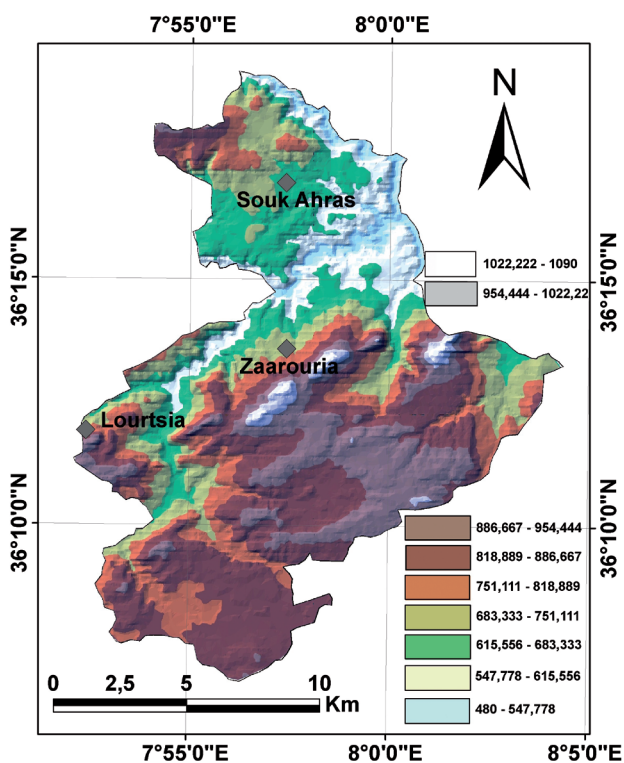 7°55'0"E 8°0'0"E
N
Souk Ahras
36°15'0"N
36°15'0"N
1022,222 - 1090
954,444 - 1022,22
Zaarouria
Lourtsia
36°10'0"N
36°10'0"N
886,667 - 954,444
818,889 - 886,667
751,111 - 818,889
683,333 - 751,111
615,556 - 683,333
547,778 - 615,556
480 - 547,778
0 2,5 5 10
Km
7°55'0"E 8°0'0"E 8°5'0"E